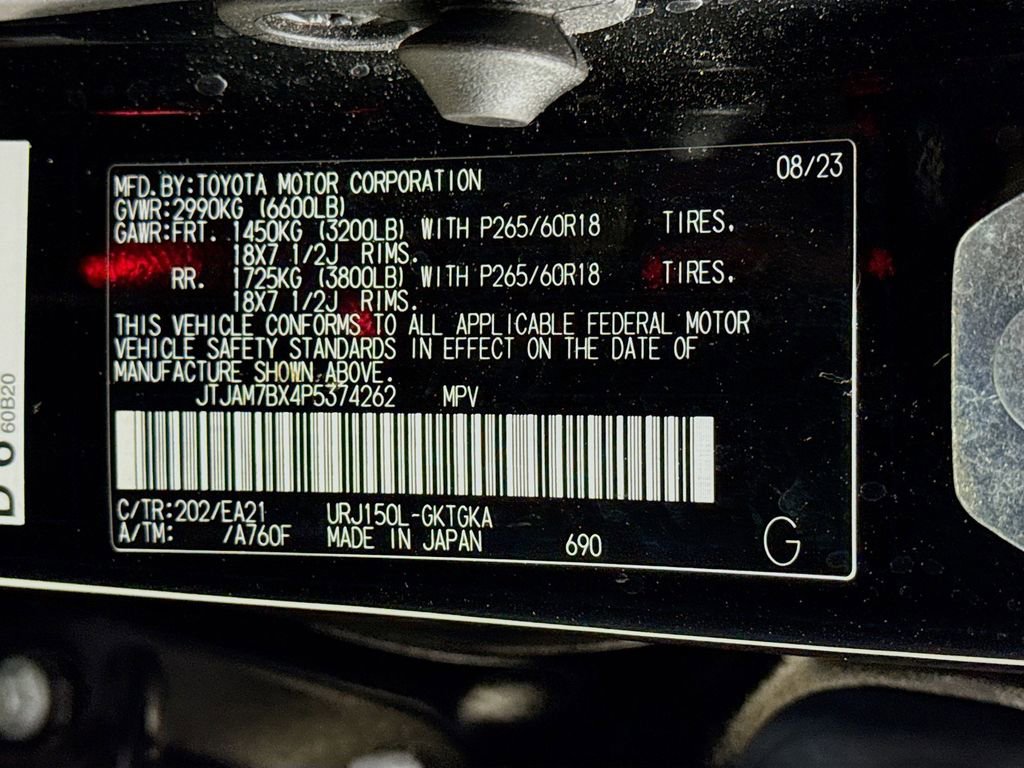 08/23
MFD.BY:TOYOTA MOTOR CORPORATION
GVWR:2990KG (6600LB)
GAWR:FRT. 1450KG (3200LB) WITH P265/60R18 TIRES.
18X7 1/2J RIMS.
RR. 1725KG (3800LB) WITH P265/60R18 TIRES.
18X7 1/2J RIMS.
THIS VEHICLE CONFORMS TO ALL APPLICABLE FEDERAL MOTOR
VEHICLE SAFETY STANDARDS IN EFFECT ON THE DATE OF
MANUFACTURE SHOWN ABOVE.
JTJAM7BX4P5374262 MPV
C/TR:202/EA21 URJ150L-GKTGKA
A/TM: /A760F MADE IN JAPAN 690 G
60B20